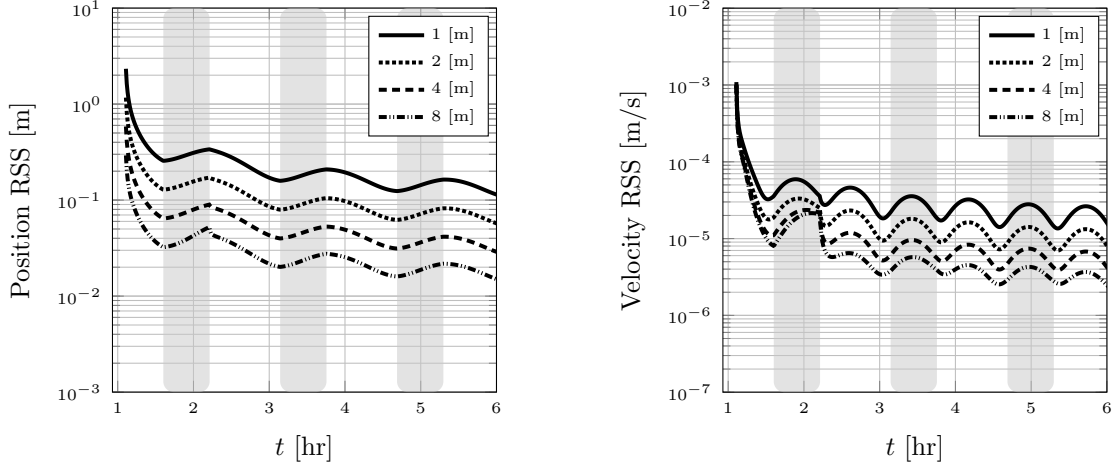 10^1
10^0
10^{-1}
10^{-2}
10^{-3}
Position RSS [m]
1 [m]
2 [m]
4 [m]
8 [m]
1 2 3 4 5 6
t [hr]
10^{-2}
10^{-3}
10^{-4}
10^{-5}
10^{-6}
10^{-7}
Velocity RSS [m/s]
1 [m]
2 [m]
4 [m]
8 [m]
1 2 3 4 5 6
t [hr]